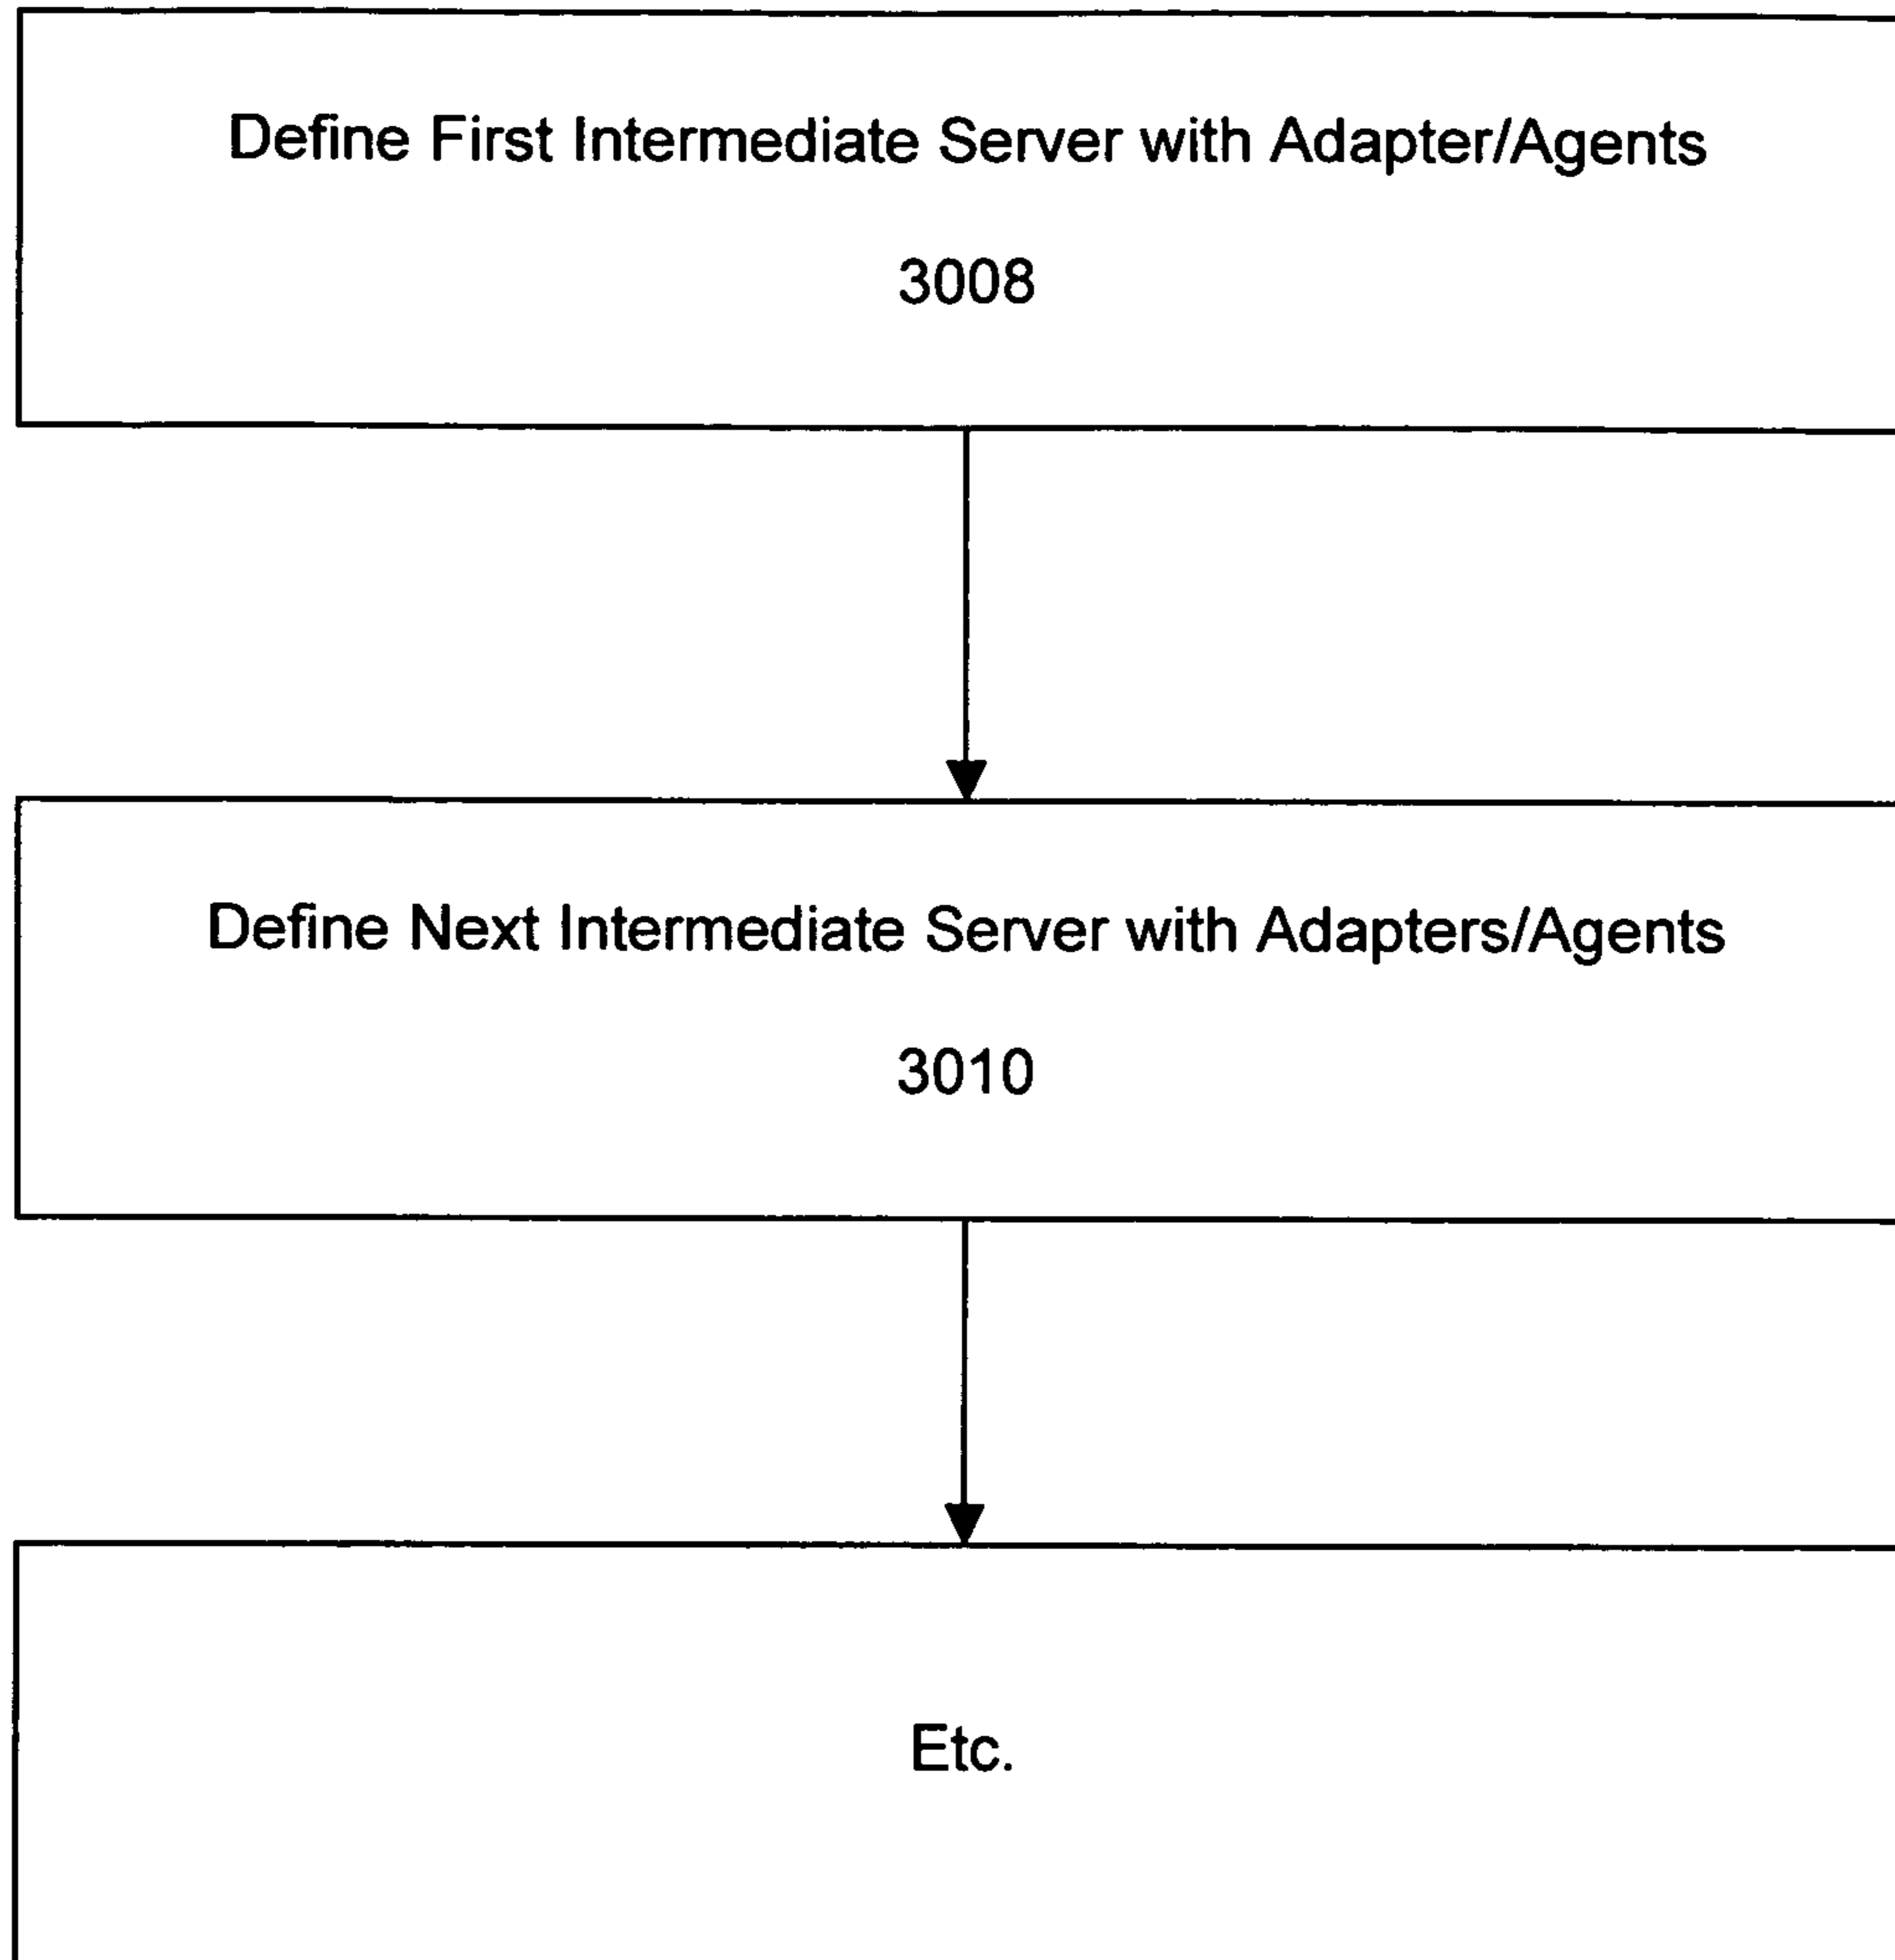 Define First Intermediate Server with Adapter/Agents
3008
Define Next Intermediate Server with Adapters/Agents
3010
Etc.